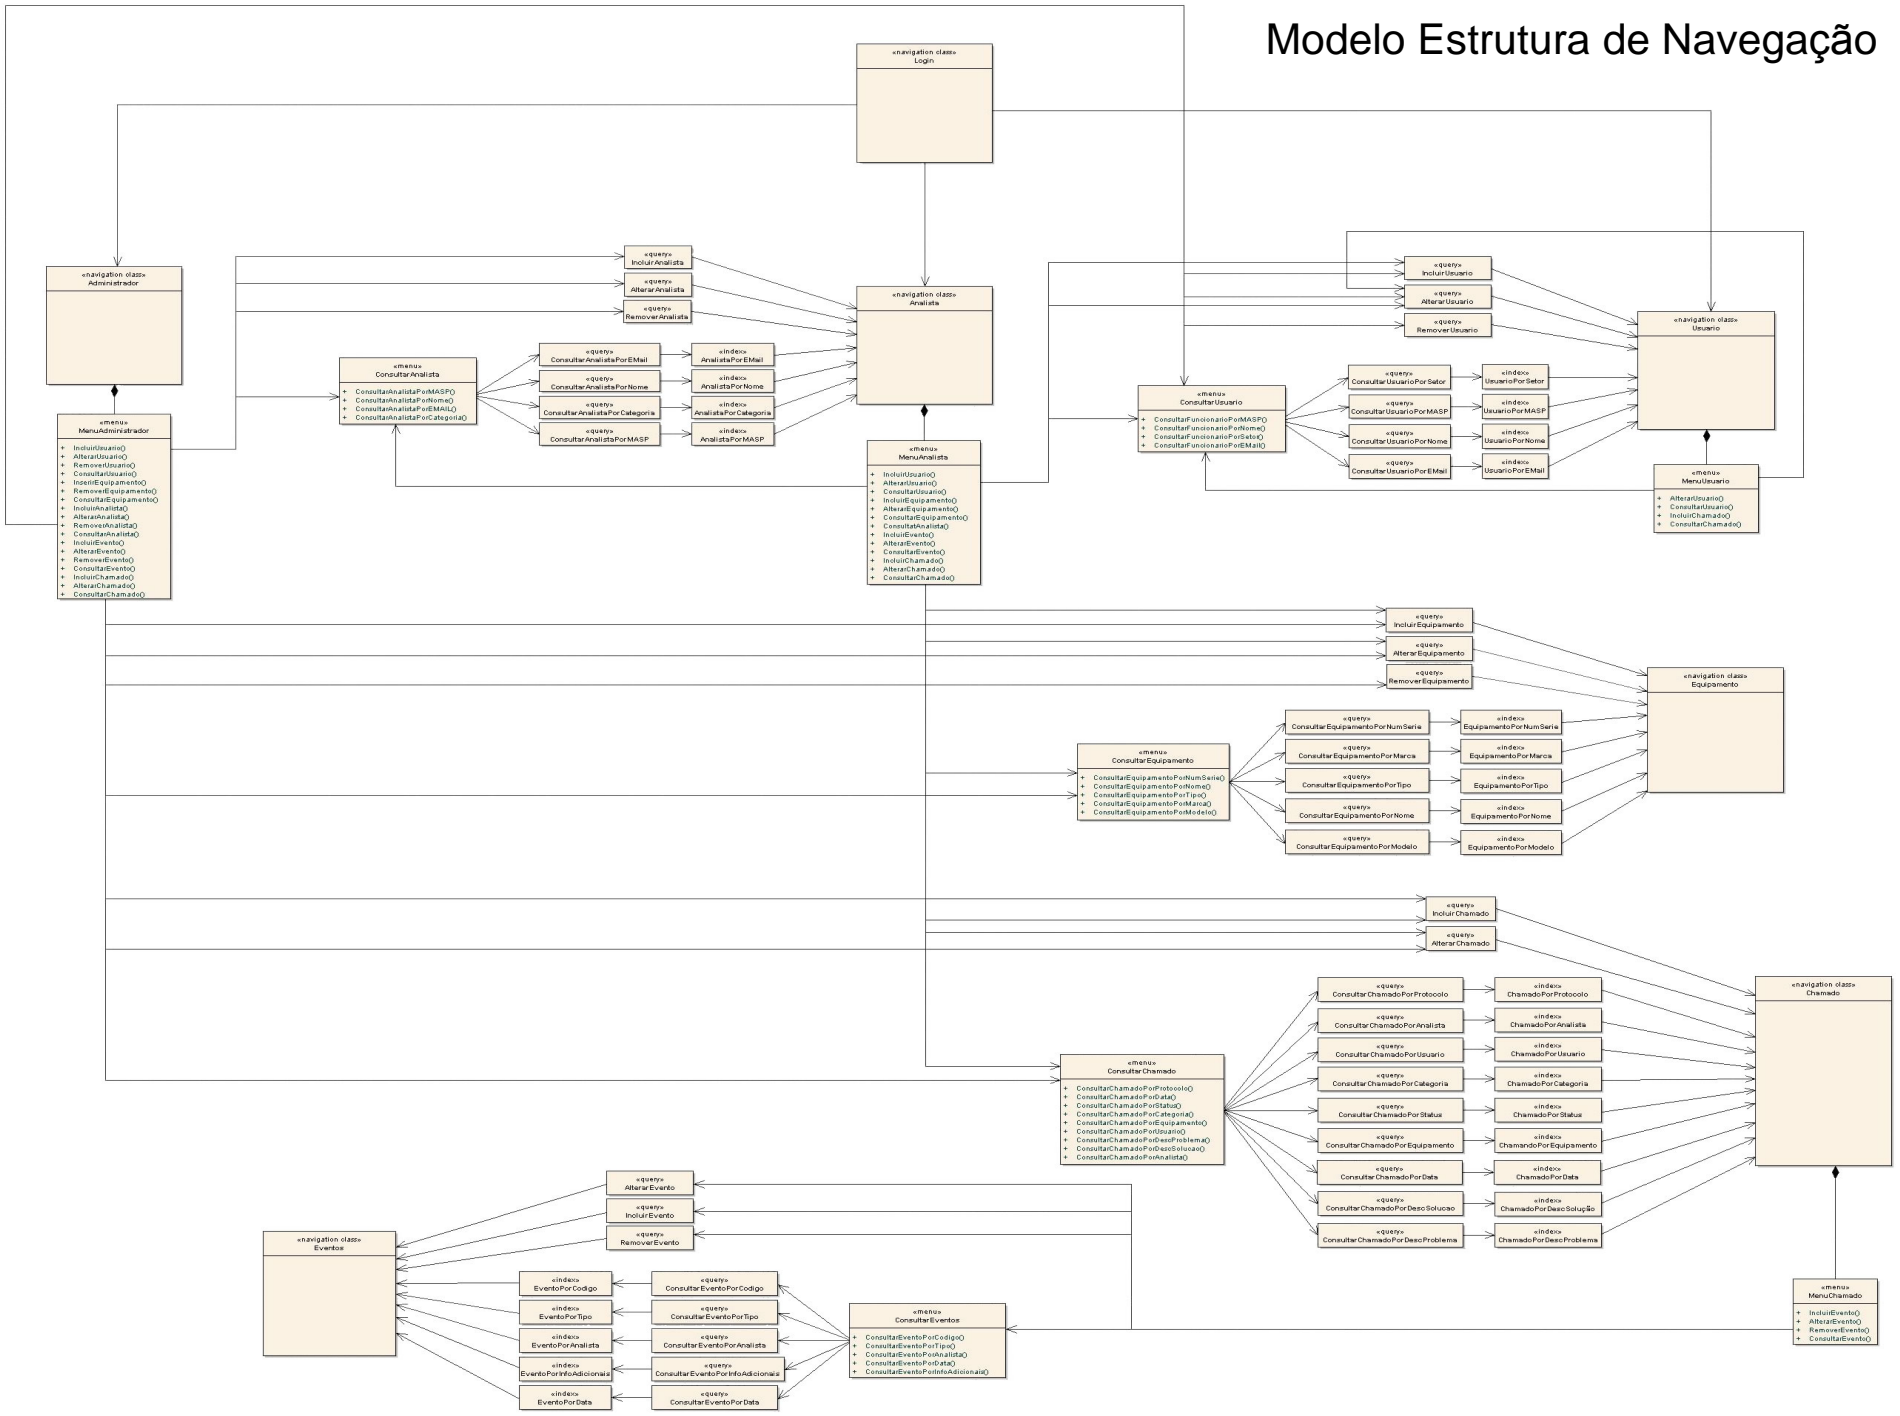 Modelo Estrutura de Navegação
«navigation class»
Login
«navigation class»
Administrador
«menu»
MenuAdministrador
+ IncluirUsuario()
+ AlterarUsuario()
+ RemoverUsuario()
+ ConsultarUsuario()
+ InserirEquipamento()
+ RemoverEquipamento()
+ ConsultarEquipamento()
+ IncluirAnalista()
+ AlterarAnalista()
+ RemoverAnalista()
+ ConsultarAnalista()
+ IncluirEvento()
+ AlterarEvento()
+ RemoverEvento()
+ ConsultarEvento()
+ IncluirChamado()
+ AlterarChamado()
+ ConsultarChamado()
«query»
IncluirAnalista
«query»
AlterarAnalista
«query»
RemoverAnalista
«menu»
ConsultarAnalista
+ ConsultarAnalistaPorMASP()
+ ConsultarAnalistaPorNome()
+ ConsultarAnalistaPorEMAIL()
+ ConsultarAnalistaPorCategoria()
«query»
ConsultarAnalistaPorEMail
«index»
AnalistaPorEMail
«query»
ConsultarAnalistaPorNome
«index»
AnalistaPorNome
«query»
ConsultarAnalistaPorCategoria
«index»
AnalistaPorCategoria
«query»
ConsultarAnalistaPorMASP
«index»
AnalistaPorMASP
«navigation class»
Analista
«menu»
MenuAnalista
+ IncluirUsuario()
+ AlterarUsuario()
+ ConsultarUsuario()
+ IncluirEquipamento()
+ AlterarEquipamento()
+ ConsultarEquipamento()
+ ConsultatAnalista()
+ IncluirEvento()
+ AlterarEvento()
+ ConsultarEvento()
+ IncluirChamado()
+ AlterarChamado()
+ ConsultarChamado()
«query»
IncluirUsuario
«query»
AlterarUsuario
«query»
RemoverUsuario
«menu»
ConsultarUsuario
+ ConsultarFuncionarioPorMASP()
+ ConsultarFuncionarioPorNome()
+ ConsultarFuncionarioPorSetor()
+ ConsultarFuncionarioPorEMail()
«query»
ConsultarUsuarioPorSetor
«index»
UsuarioPorSetor
«query»
ConsultarUsuarioPorMASP
«index»
UsuarioPorMASP
«query»
ConsultarUsuarioPorNome
«index»
UsuarioPorNome
«query»
ConsultarUsuarioPorEMail
«index»
UsuarioPorEMail
«navigation class»
Usuario
«menu»
MenuUsuario
+ AlterarUsuario()
+ ConsultarUsuario()
+ IncluirChamado()
+ ConsultarChamado()
«query»
IncluirEquipamento
«query»
AlterarEquipamento
«query»
RemoverEquipamento
«navigation class»
Equipamento
«menu»
ConsultarEquipamento
+ ConsultarEquipamentoPorNumSerie()
+ ConsultarEquipamentoPorNome()
+ ConsultarEquipamentoPorTipo()
+ ConsultarEquipamentoPorMarca()
+ ConsultarEquipamentoPorModelo()
«query»
ConsultarEquipamentoPorNumSerie
«index»
EquipamentoPorNumSerie
«query»
ConsultarEquipamentoPorMarca
«index»
EquipamentoPorMarca
«query»
ConsultarEquipamentoPorTipo
«index»
EquipamentoPorTipo
«query»
ConsultarEquipamentoPorNome
«index»
EquipamentoPorNome
«query»
ConsultarEquipamentoPorModelo
«index»
EquipamentoPorModelo
«query»
IncluirChamado
«query»
AlterarChamado
«navigation class»
Chamado
«menu»
ConsultarChamado
+ ConsultarChamadoPorProtocolo()
+ ConsultarChamadoPorData()
+ ConsultarChamadoPorStatus()
+ ConsultarChamadoPorCategoria()
+ ConsultarChamadoPorEquipamento()
+ ConsultarChamadoPorUsuario()
+ ConsultarChamadoPorDescProblema()
+ ConsultarChamadoPorDescSolucao()
+ ConsultarChamadoPorAnalista()
«query»
ConsultarChamadoPorProtocolo
«index»
ChamadoPorProtocolo
«query»
ConsultarChamadoPorAnalista
«index»
ChamadoPorAnalista
«query»
ConsultarChamadoPorUsuario
«index»
ChamadoPorUsuario
«query»
ConsultarChamadoPorCategoria
«index»
ChamadoPorCategoria
«query»
ConsultarChamadoPorStatus
«index»
ChamadoPorStatus
«query»
ConsultarChamadoPorEquipamento
«index»
ChamandoPorEquipamento
«query»
ConsultarChamadoPorData
«index»
ChamadoPorData
«query»
ConsultarChamadoPorDescSolucao
«index»
ChamadoPorDescSolução
«query»
ConsultarChamadoPorDescProblema
«index»
ChamadoPorDescProblema
«menu»
MenuChamado
+ IncluirEvento()
+ AlterarEvento()
+ RemoverEvento()
+ ConsultarEvento()
«query»
AlterarEvento
«query»
IncluirEvento
«query»
RemoverEvento
«navigation class»
Eventos
«index»
EventoPorCodigo
«query»
ConsultarEventoPorCodigo
«index»
EventoPorTipo
«query»
ConsultarEventoPorTipo
«index»
EventoPorAnalista
«query»
ConsultarEventoPorAnalista
«index»
EventoPorInfoAdicionais
«query»
ConsultarEventoPorInfoAdicionais
«index»
EventoPorData
«query»
ConsultarEventoPorData
«menu»
ConsultarEventos
+ ConsultarEventoPorCodigo()
+ ConsultarEventoPorTipo()
+ ConsultarEventoPorAnalista()
+ ConsultarEventoPorData()
+ ConsultarEventoPorInfoAdicionais()